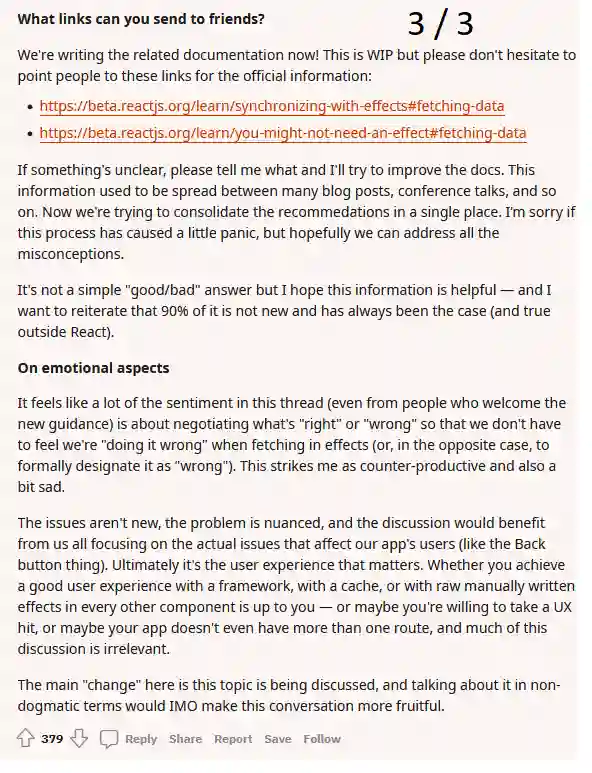 What links can you send to friends?
3 / 3
We're writing the related documentation now! This is WIP but please don't hesitate to
point people to these links for the official information:
• https://beta.reactjs.org/learn/synchronizing-with-effects#fetching-data
• https://beta.reactjs.org/learn/you-might-not-need-an-effect#fetching-data
If something's unclear, please tell me what and I'll try to improve the docs. This
information used to be spread between many blog posts, conference talks, and so
on. Now we're trying to consolidate the recommedations in a single place. I'm sorry if
this process has caused a little panic, but hopefully we can address all the
misconceptions.
It's not a simple "good/bad" answer but I hope this information is helpful — and I
want to reiterate that 90% of it is not new and has always been the case (and true
outside React).
On emotional aspects
It feels like a lot of the sentiment in this thread (even from people who welcome the
new guidance) is about negotiating what's "right" or "wrong" so that we don't have
to feel we're "doing it wrong" when fetching in effects (or, in the opposite case, to
formally designate it as "wrong"). This strikes me as counter-productive and also a
bit sad.
The issues aren't new, the problem is nuanced, and the discussion would benefit
from us all focusing on the actual issues that affect our app's users (like the Back
button thing). Ultimately it's the user experience that matters. Whether you achieve
a good user experience with a framework, with a cache, or with raw manually written
effects in every other component is up to you — or maybe you're willing to take a UX
hit, or maybe your app doesn't even have more than one route, and much of this
discussion is irrelevant.
The main "change" here is this topic is being discussed, and talking about it in non-
dogmatic terms would IMO make this conversation more fruitful.
379 Reply Share Report Save Follow